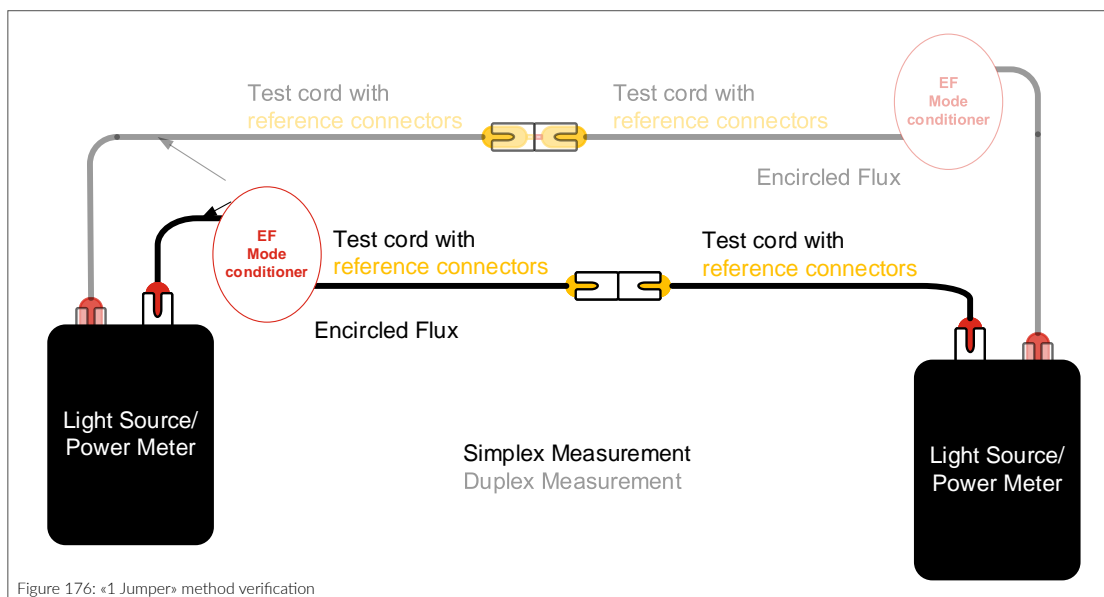 Test cord with
reference connectors
Test cord with
reference connectors
EF
Mode
conditioner
Encircled Flux
EF
Mode
conditioner
Test cord with
reference connectors
Test cord with
reference connectors
Encircled Flux
Light Source/
Power Meter
Simplex Measurement
Duplex Measurement
Light Source/
Power Meter
Figure 176: «1 Jumper» method verification